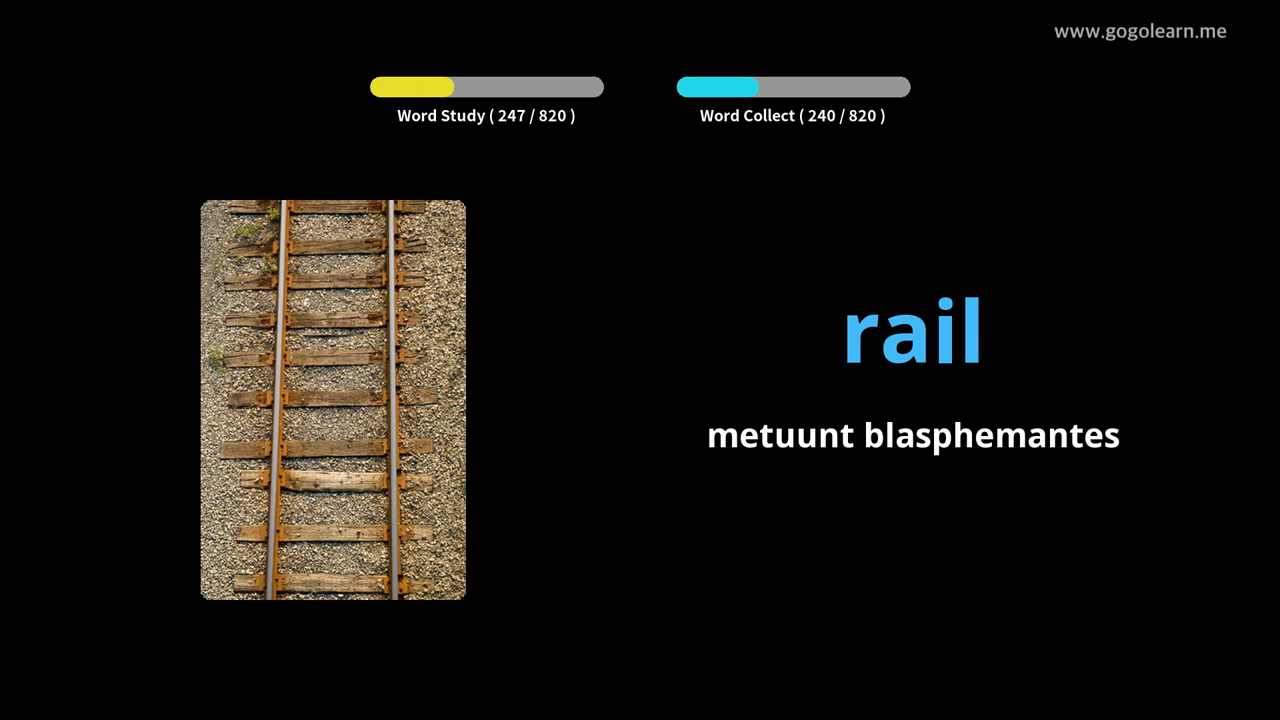 www.gogolearn.me
Word Study ( 247 / 820 )
Word Collect ( 240 / 820 )
rail
metuunt blasphemantes